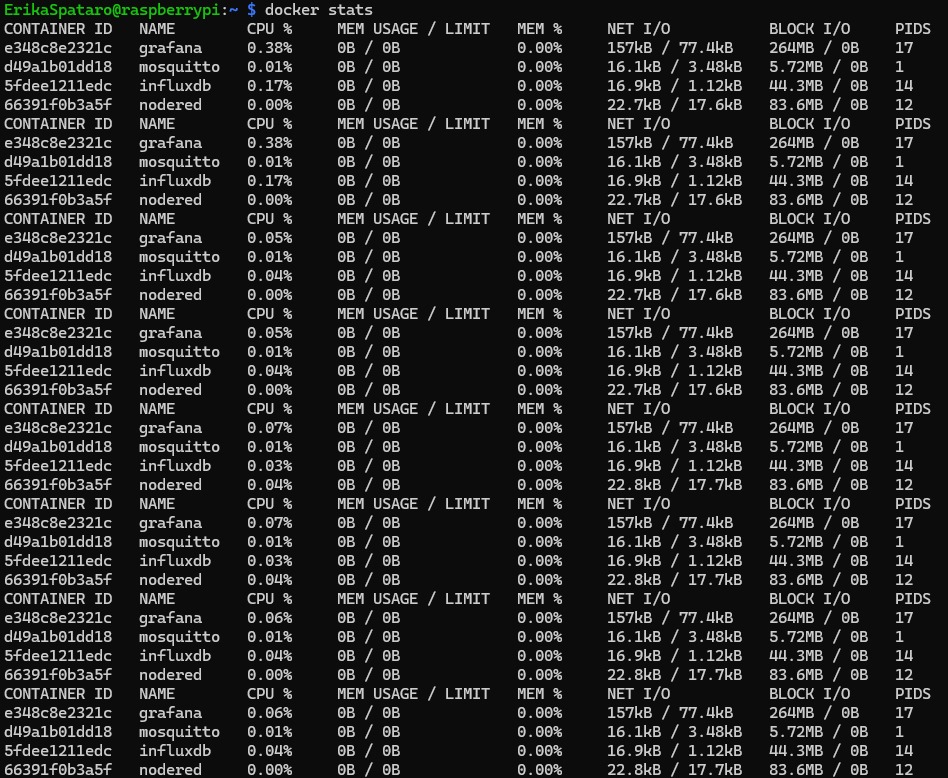 ErikaSpataro@raspberrypi:~ $ docker stats
CONTAINER ID   NAME        CPU %     MEM USAGE / LIMIT   MEM %     NET I/O           BLOCK I/O     PIDS
e348c8e2321c   grafana     0.38%     0B / 0B             0.00%     157kB / 77.4kB    264MB / 0B    17
d49a1b01dd18   mosquitto   0.01%     0B / 0B             0.00%     16.1kB / 3.48kB   5.72MB / 0B   1
5fdee1211edc   influxdb    0.17%     0B / 0B             0.00%     16.9kB / 1.12kB   44.3MB / 0B   14
66391f0b3a5f   nodered     0.00%     0B / 0B             0.00%     22.7kB / 17.6kB   83.6MB / 0B   12
CONTAINER ID   NAME        CPU %     MEM USAGE / LIMIT   MEM %     NET I/O           BLOCK I/O     PIDS
e348c8e2321c   grafana     0.38%     0B / 0B             0.00%     157kB / 77.4kB    264MB / 0B    17
d49a1b01dd18   mosquitto   0.01%     0B / 0B             0.00%     16.1kB / 3.48kB   5.72MB / 0B   1
5fdee1211edc   influxdb    0.17%     0B / 0B             0.00%     16.9kB / 1.12kB   44.3MB / 0B   14
66391f0b3a5f   nodered     0.00%     0B / 0B             0.00%     22.7kB / 17.6kB   83.6MB / 0B   12
CONTAINER ID   NAME        CPU %     MEM USAGE / LIMIT   MEM %     NET I/O           BLOCK I/O     PIDS
e348c8e2321c   grafana     0.05%     0B / 0B             0.00%     157kB / 77.4kB    264MB / 0B    17
d49a1b01dd18   mosquitto   0.01%     0B / 0B             0.00%     16.1kB / 3.48kB   5.72MB / 0B   1
5fdee1211edc   influxdb    0.04%     0B / 0B             0.00%     16.9kB / 1.12kB   44.3MB / 0B   14
66391f0b3a5f   nodered     0.00%     0B / 0B             0.00%     22.7kB / 17.6kB   83.6MB / 0B   12
CONTAINER ID   NAME        CPU %     MEM USAGE / LIMIT   MEM %     NET I/O           BLOCK I/O     PIDS
e348c8e2321c   grafana     0.05%     0B / 0B             0.00%     157kB / 77.4kB    264MB / 0B    17
d49a1b01dd18   mosquitto   0.01%     0B / 0B             0.00%     16.1kB / 3.48kB   5.72MB / 0B   1
5fdee1211edc   influxdb    0.04%     0B / 0B             0.00%     16.9kB / 1.12kB   44.3MB / 0B   14
66391f0b3a5f   nodered     0.00%     0B / 0B             0.00%     22.7kB / 17.6kB   83.6MB / 0B   12
CONTAINER ID   NAME        CPU %     MEM USAGE / LIMIT   MEM %     NET I/O           BLOCK I/O     PIDS
e348c8e2321c   grafana     0.07%     0B / 0B             0.00%     157kB / 77.4kB    264MB / 0B    17
d49a1b01dd18   mosquitto   0.01%     0B / 0B             0.00%     16.1kB / 3.48kB   5.72MB / 0B   1
5fdee1211edc   influxdb    0.03%     0B / 0B             0.00%     16.9kB / 1.12kB   44.3MB / 0B   14
66391f0b3a5f   nodered     0.04%     0B / 0B             0.00%     22.8kB / 17.7kB   83.6MB / 0B   12
CONTAINER ID   NAME        CPU %     MEM USAGE / LIMIT   MEM %     NET I/O           BLOCK I/O     PIDS
e348c8e2321c   grafana     0.07%     0B / 0B             0.00%     157kB / 77.4kB    264MB / 0B    17
d49a1b01dd18   mosquitto   0.01%     0B / 0B             0.00%     16.1kB / 3.48kB   5.72MB / 0B   1
5fdee1211edc   influxdb    0.03%     0B / 0B             0.00%     16.9kB / 1.12kB   44.3MB / 0B   14
66391f0b3a5f   nodered     0.04%     0B / 0B             0.00%     22.8kB / 17.7kB   83.6MB / 0B   12
CONTAINER ID   NAME        CPU %     MEM USAGE / LIMIT   MEM %     NET I/O           BLOCK I/O     PIDS
e348c8e2321c   grafana     0.06%     0B / 0B             0.00%     157kB / 77.4kB    264MB / 0B    17
d49a1b01dd18   mosquitto   0.01%     0B / 0B             0.00%     16.1kB / 3.48kB   5.72MB / 0B   1
5fdee1211edc   influxdb    0.04%     0B / 0B             0.00%     16.9kB / 1.12kB   44.3MB / 0B   14
66391f0b3a5f   nodered     0.00%     0B / 0B             0.00%     22.8kB / 17.7kB   83.6MB / 0B   12
CONTAINER ID   NAME        CPU %     MEM USAGE / LIMIT   MEM %     NET I/O           BLOCK I/O     PIDS
e348c8e2321c   grafana     0.06%     0B / 0B             0.00%     157kB / 77.4kB    264MB / 0B    17
d49a1b01dd18   mosquitto   0.01%     0B / 0B             0.00%     16.1kB / 3.48kB   5.72MB / 0B   1
5fdee1211edc   influxdb    0.04%     0B / 0B             0.00%     16.9kB / 1.12kB   44.3MB / 0B   14
66391f0b3a5f   nodered     0.00%     0B / 0B             0.00%     22.8kB / 17.7kB   83.6MB / 0B   12